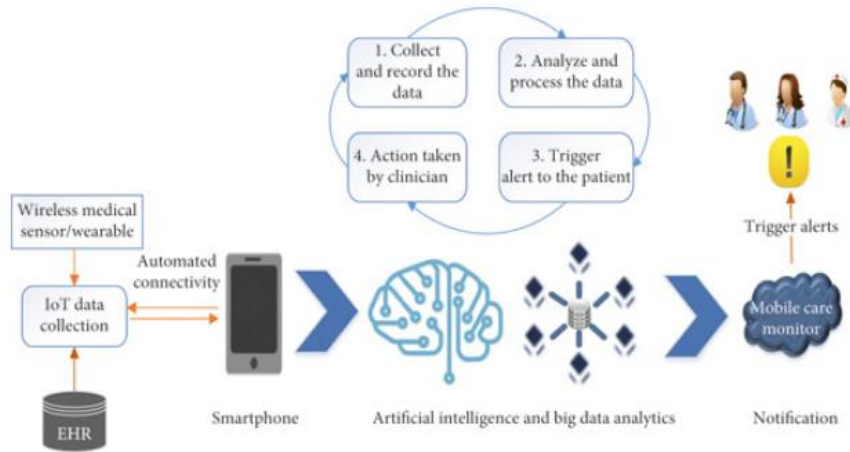 1. Collect
and record the
data
2. Analyze and
process the data
4. Action taken
by clinician
3. Trigger
alert to the patient
Wireless medical
sensor/wearable
Automated
connectivity
IoT data
collection
EHR
Smartphone
Artificial intelligence and big data analytics
!
Trigger alerts
Mobile care
monitor
Notification